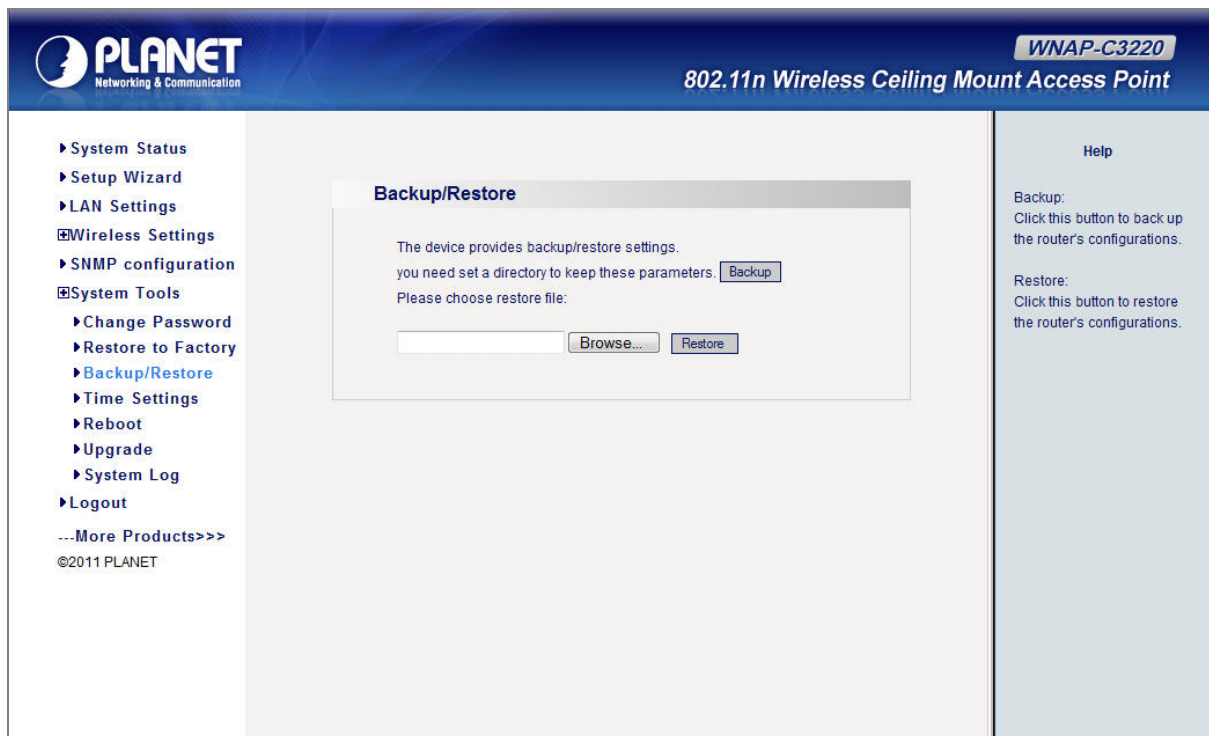 PLANET
Networking & Communication
WNAP-C3220
802.11n Wireless Ceiling Mount Access Point
System Status
Setup Wizard
LAN Settings
Wireless Settings
SNMP configuration
System Tools
Change Password
Restore to Factory
Backup/Restore
Time Settings
Reboot
Upgrade
System Log
Logout
---More Products>>>
©2011 PLANET
Backup/Restore
The device provides backup/restore settings.
you need set a directory to keep these parameters. Backup
Please choose restore file:
Browse... Restore
Help
Backup:
Click this button to back up
the router's configurations.
Restore:
Click this button to restore
the router's configurations.